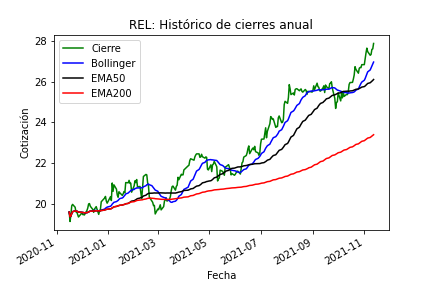 REL: Histórico de cierres anual
Cierre
Bollinger
EMA50
EMA200
Cotización
28
26
24
22
20
2020-11
2021-01
2021-03
2021-05
2021-07
2021-09
2021-11
Fecha